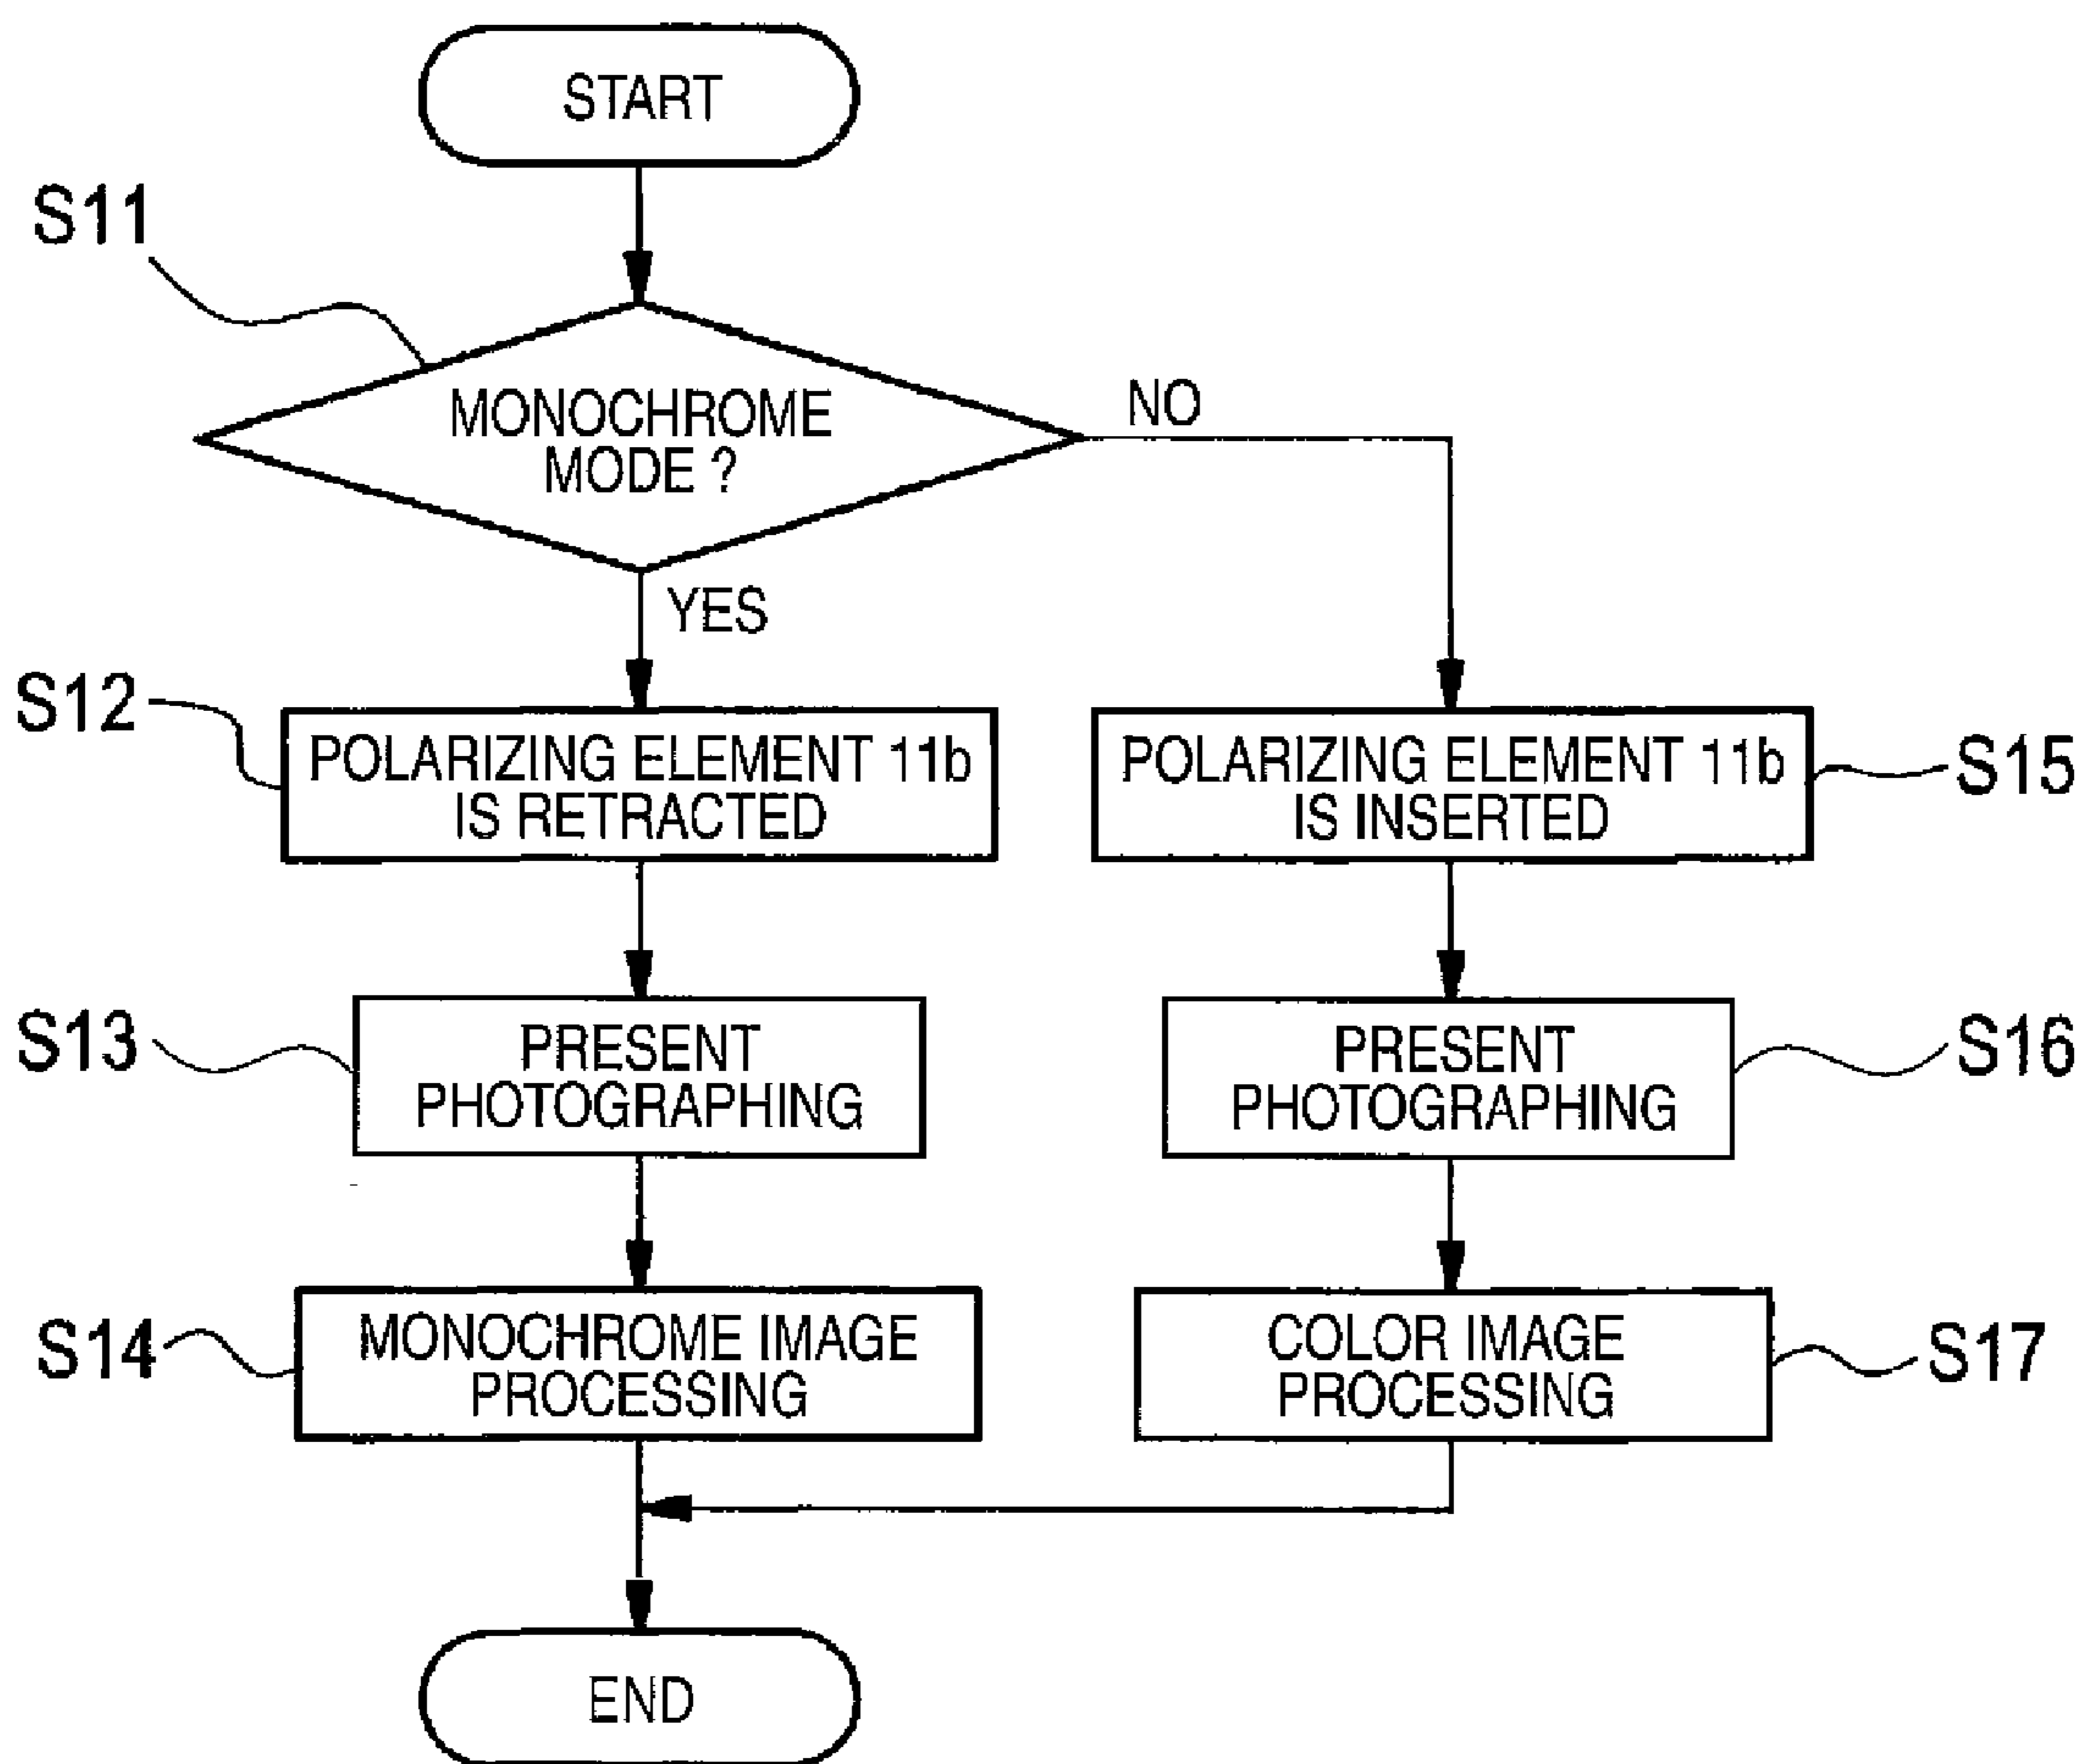 START
S11
MONOCHROME
MODE ?
NO
YES
S12
POLARIZING ELEMENT 11b
IS RETRACTED
POLARIZING ELEMENT 11b
IS INSERTED
S15
S13
PRESENT
PHOTOGRAPHING
PRESENT
PHOTOGRAPHING
S16
S14
MONOCHROME IMAGE
PROCESSING
COLOR IMAGE
PROCESSING
S17
END